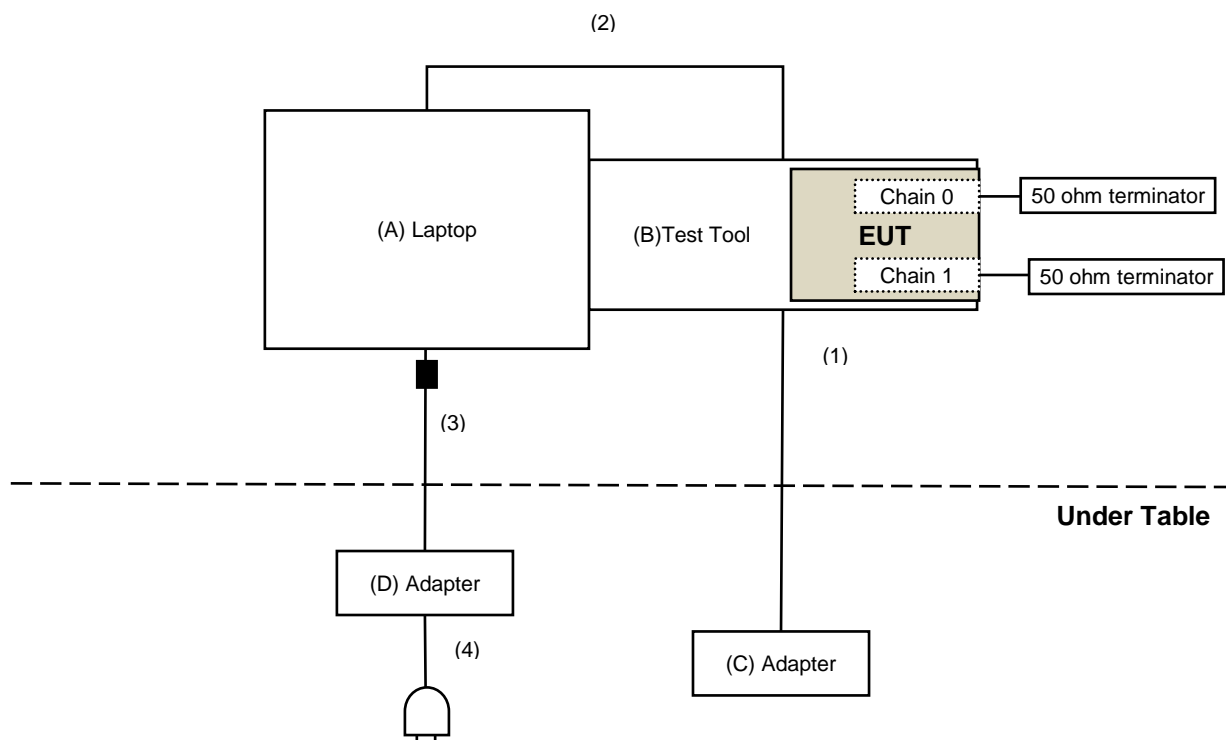 (2)
(A) Laptop
(B)Test Tool
Chain 0
EUT
Chain 1
50 ohm terminator
50 ohm terminator
(1)
(3)
Under Table
(D) Adapter
(4)
(C) Adapter